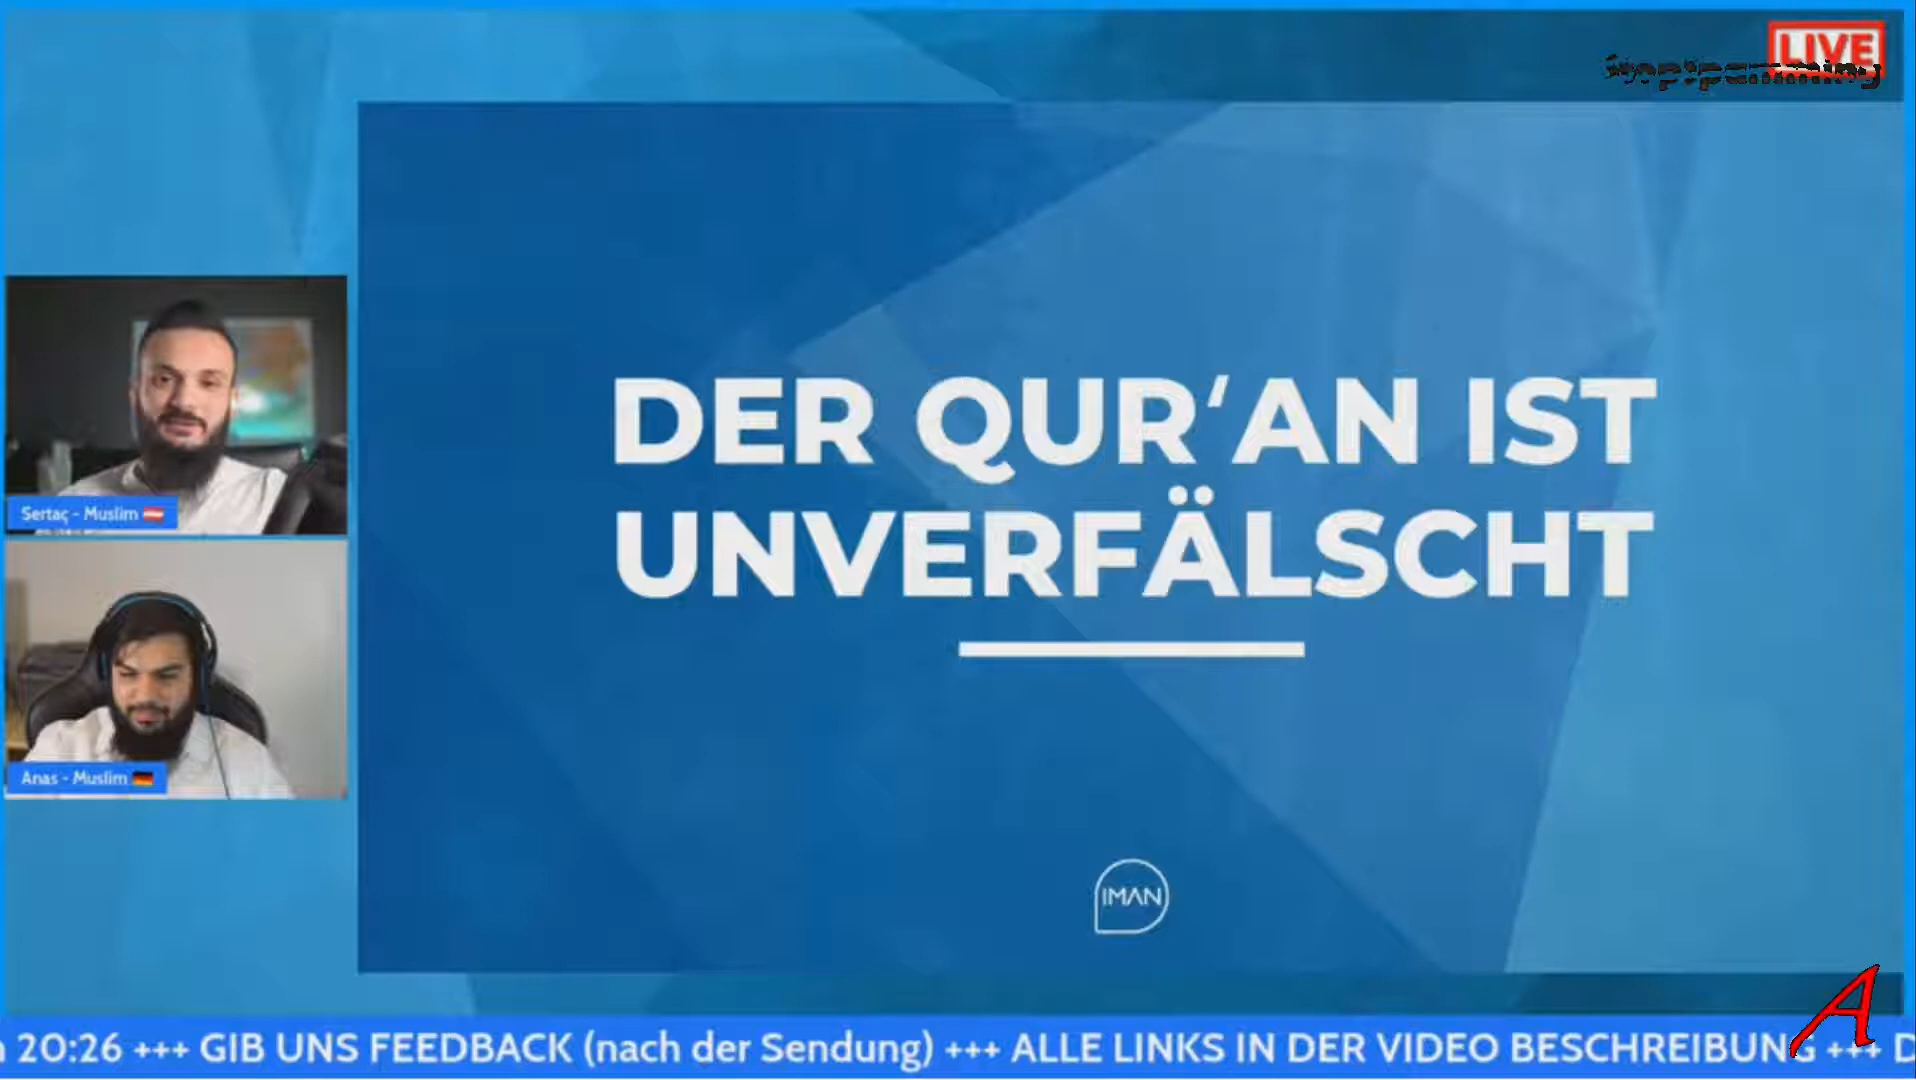 LIVE
DER QUR‘AN IST
UNVERFÄLSCHT
Sertaç - Muslim
Anas - Muslim
IMAN
A
20:26 +++ GIB UNS FEEDBACK (nach der Sendung) +++ ALLE LINKS IN DER VIDEO BESCHREIBUNG +++ D